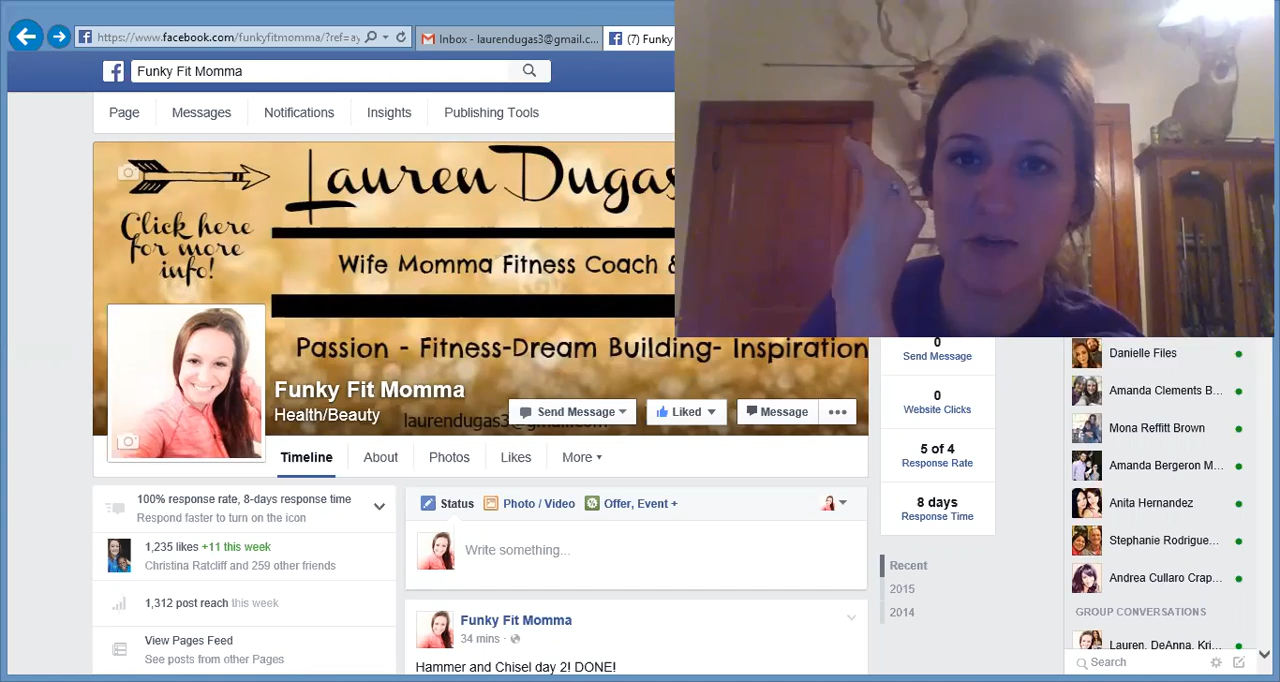 https://www.facebook.com/funkyfitmomma/?ref=ay
Inbox - laurendugas3@gmail.c...
(7) Funky
Funky Fit Momma
Page
Messages
Notifications
Insights
Publishing Tools
Lauren Dugas
Click here
for more
info!
Wife Momma Fitness Coach &
Passion - Fitness-Dream Building- Inspiration
Funky Fit Momma
Health/Beauty
laurendugas3@gmail.com
Send Message
Liked
Message
Timeline
About
Photos
Likes
More
100% response rate, 8-days response time
Respond faster to turn on the icon
1,235 likes +11 this week
Christina Ratcliff and 259 other friends
1,312 post reach this week
View Pages Feed
See posts from other Pages
Status
Photo / Video
Offer, Event +
Write something...
Funky Fit Momma
34 mins ·
Hammer and Chisel day 2! DONE!
0
Send Message
0
Website Clicks
5 of 4
Response Rate
8 days
Response Time
Recent
2015
2014
Danielle Files
Amanda Clements B...
Mona Reffitt Brown
Amanda Bergeron M...
Anita Hernandez
Stephanie Rodrigue...
Andrea Cullaro Crap...
GROUP CONVERSATIONS
Lauren, DeAnna, Kri...
Search